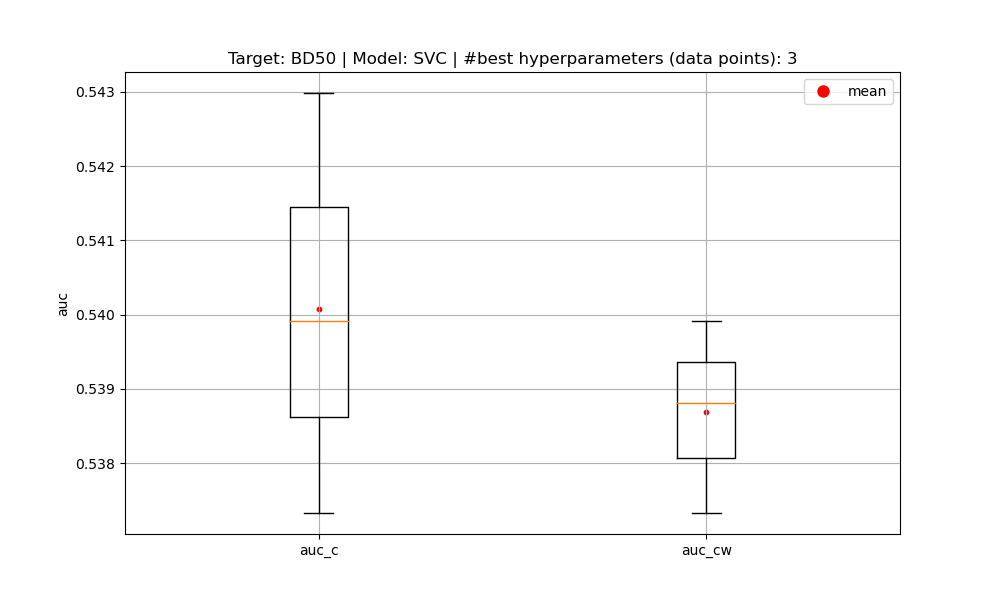 Target: BD50 | Model: SVC | #best hyperparameters (data points): 3
mean
0.543
0.542
0.541
0.540
0.539
0.538
auc
auc_c
auc_cw